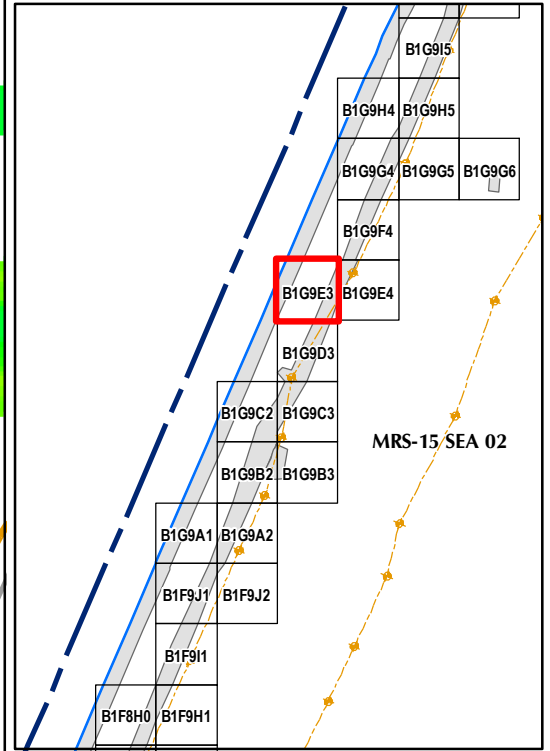 B1G9I5
B1G9H4 B1G9H5
B1G9G4 B1G9G5 B1G9G6
B1G9F4
B1G9E3 B1G9E4
B1G9D3
B1G9C2 B1G9C3
MRS-15 SEA 02
B1G9B2 B1G9B3
B1G9A1 B1G9A2
B1F9J1 B1F9J2
B1F9I1
B1F8H0 B1F9H1